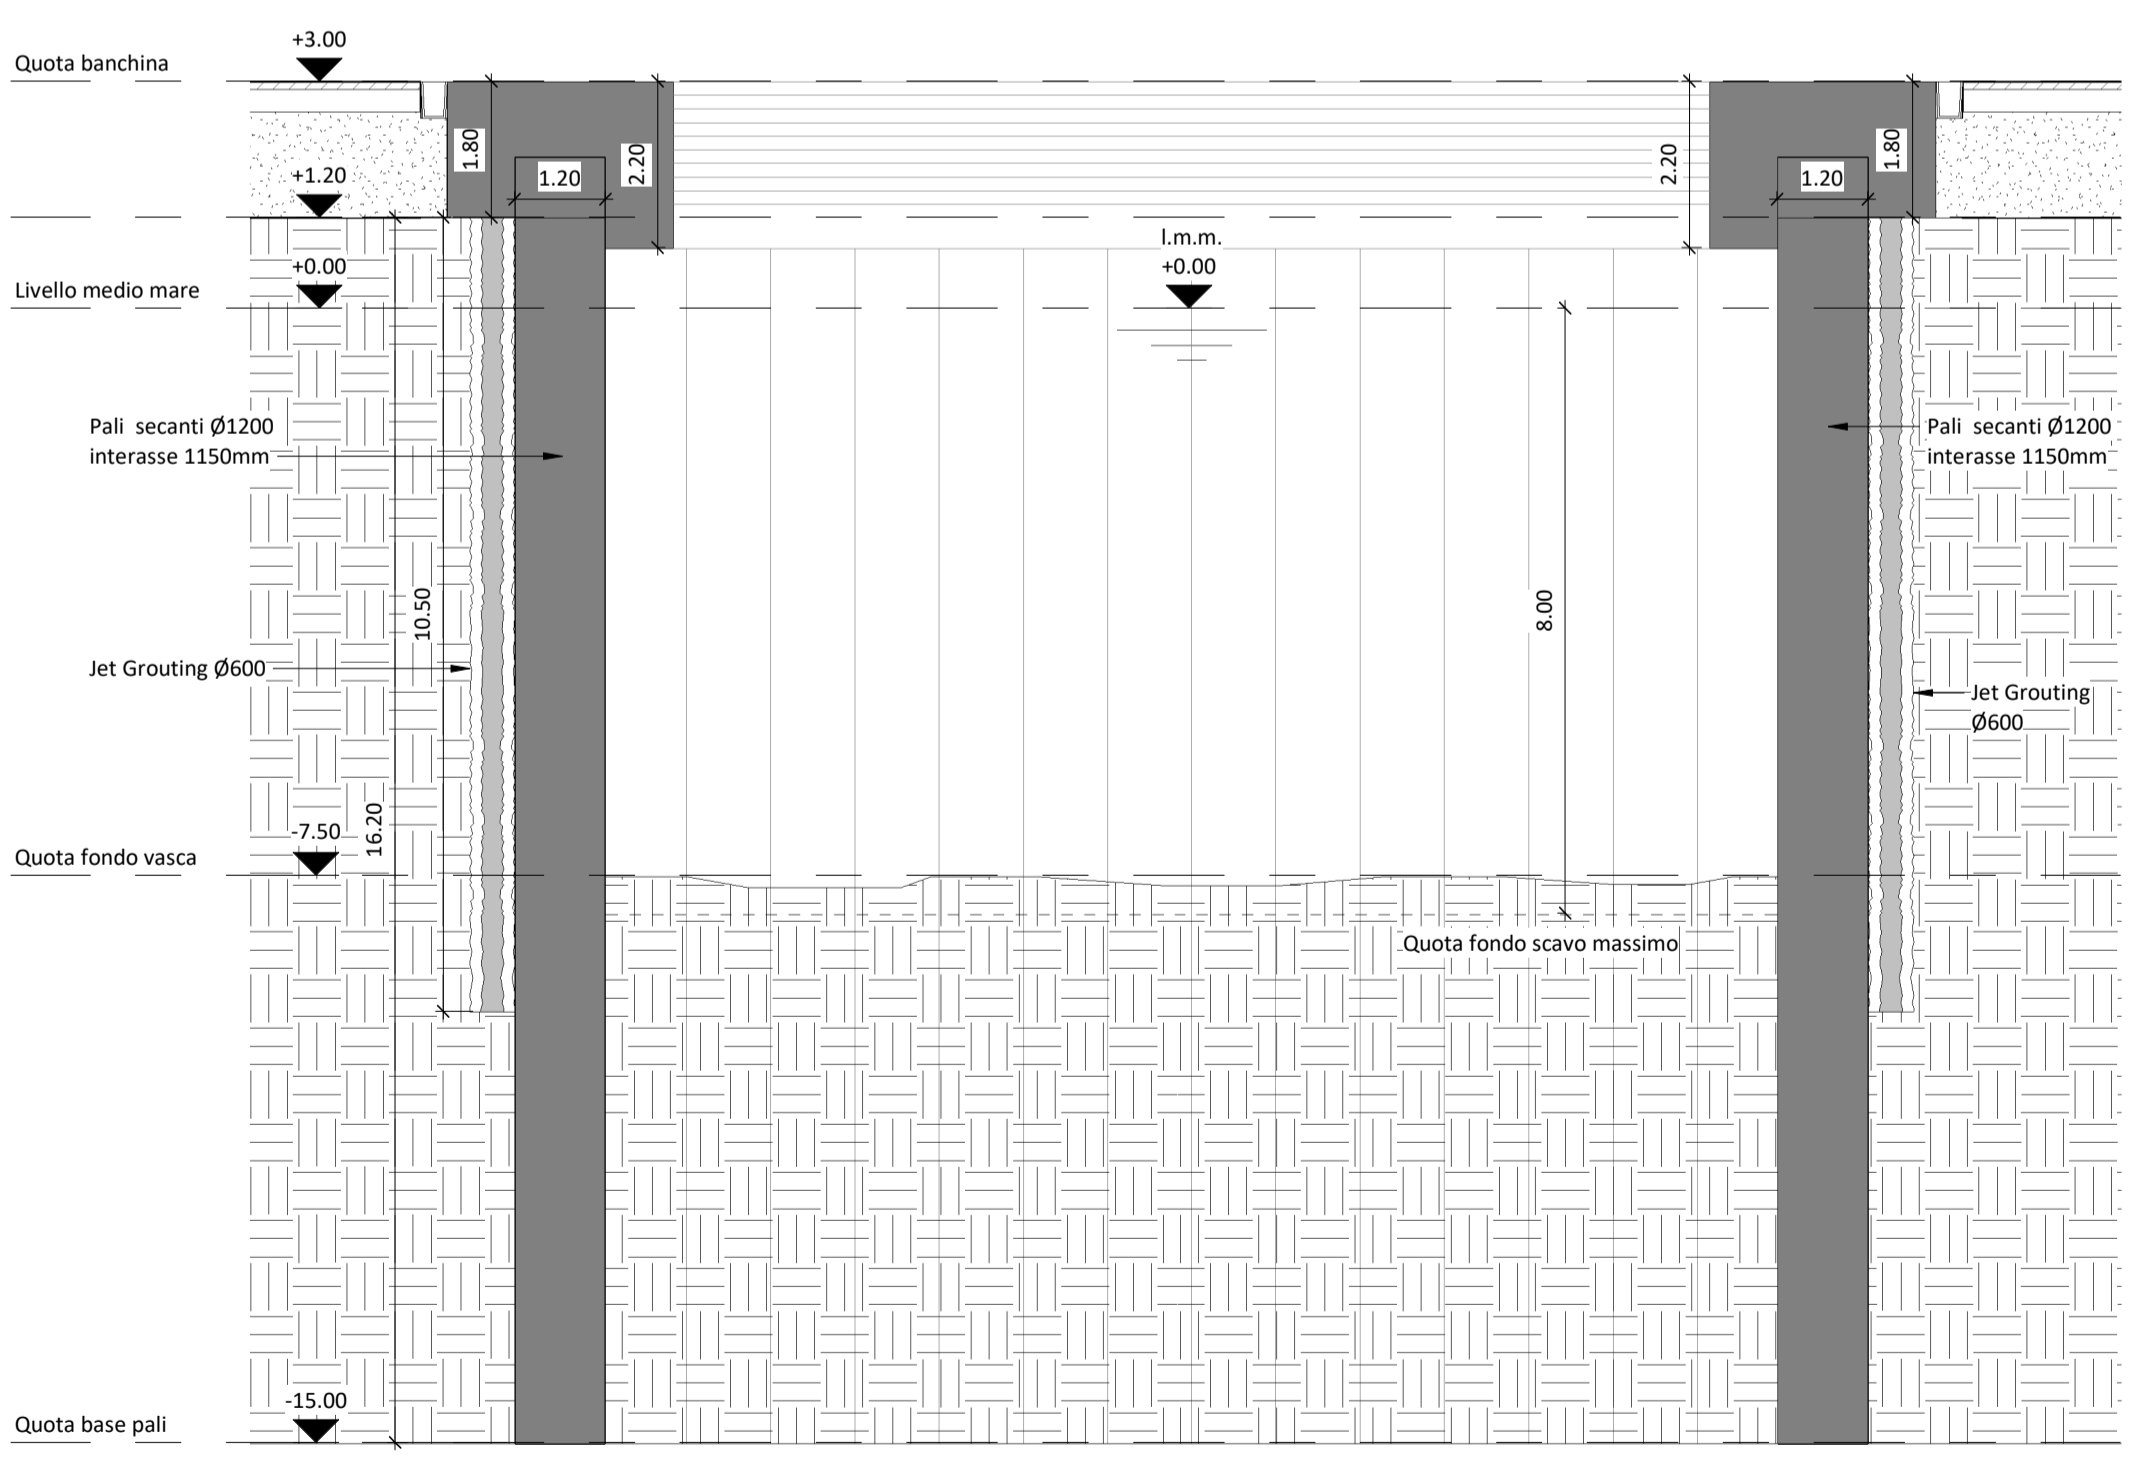 +3.00
Quota banchina
1.80
2.20
1.20
2.20
1.80
1.20
+1.20
l.m.m.
+0.00
+0.00
Livello medio mare
Pali secanti Ø1200
interasse 1150mm
Pali secanti Ø1200
interasse 1150mm
10.50
8.00
Jet Grouting Ø600
Jet Grouting
Ø600
16.20
-7.50
Quota fondo vasca
Quota fondo scavo massimo
-15.00
Quota base pali